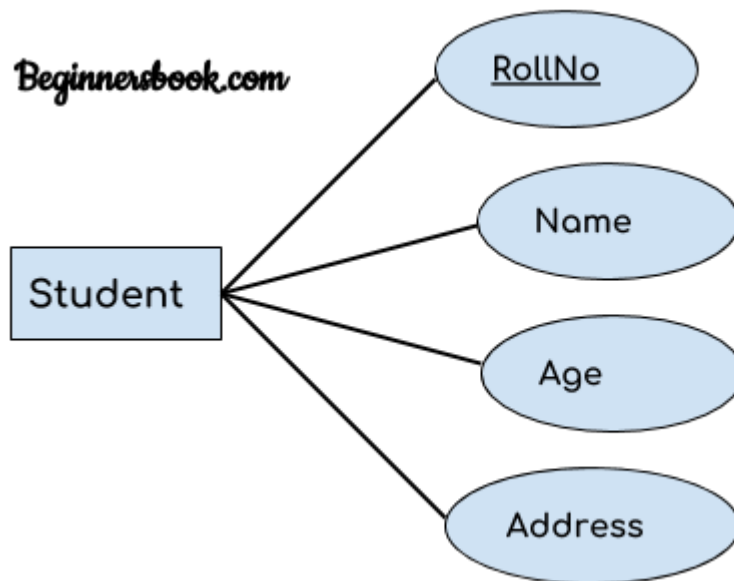 Beginnersbook.com
RollNo
Name
Student
Age
Address